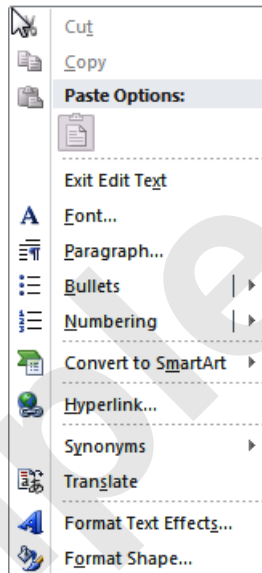 Cut
Copy
Paste Options:
Exit Edit Text
Font...
Paragraph...
Bullets
Numbering
Convert to SmartArt
Hyperlink...
Synonyms
Translate
Format Text Effects...
Format Shape...